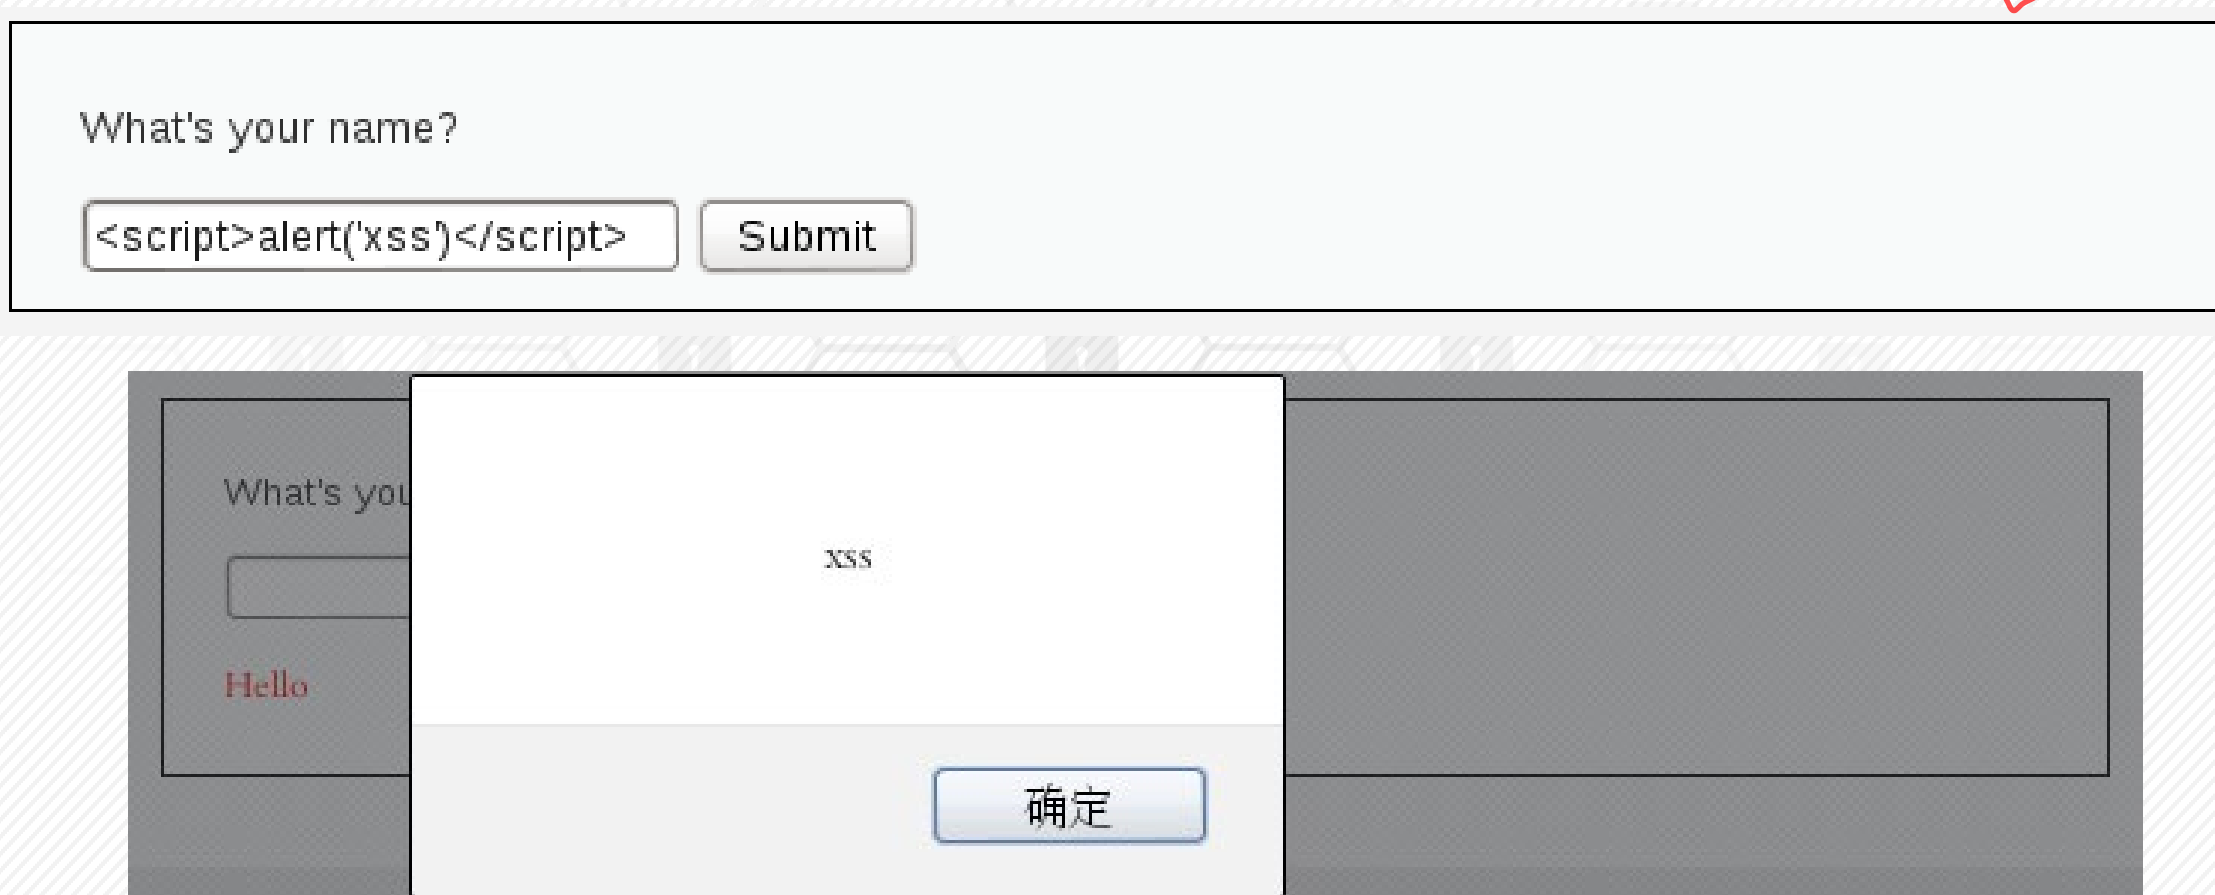 What's your name?
<script>alert('xss')</script> Submit
What's you
xss
Hello
确定